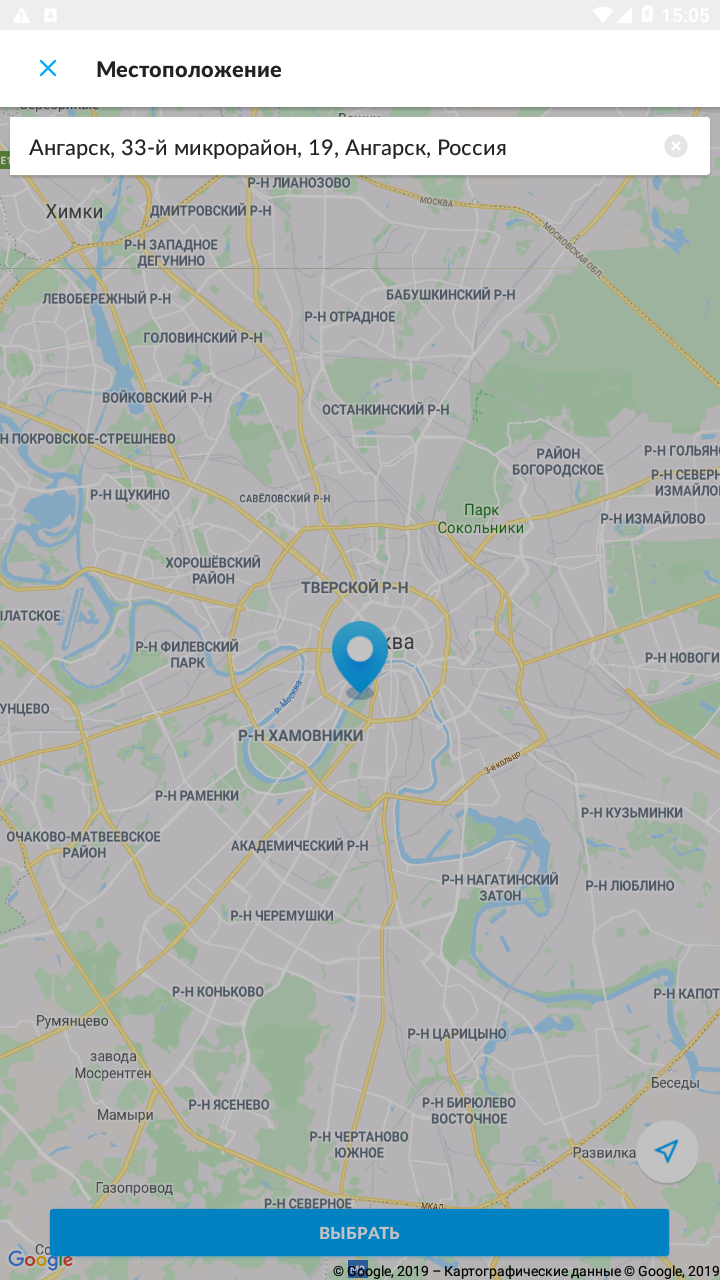 15:05
Местоположение
Ангарск, 33-й микрорайон, 19, Ангарск, Россия
Р-Н ЛИАНОЗОВО
МОСКВА
Химки
ДМИТРОВСКИЙ Р-Н
МОСКОВСКАЯ ОБЛ.
Р-Н ЗАПАДНОЕ
ДЕГУНИНО
ЛЕВОБЕРЕЖНЫЙ Р-Н
БАБУШКИНСКИЙ Р-Н
Р-Н ОТРАДНОЕ
ГОЛОВИНСКИЙ Р-Н
ВОЙКОВСКИЙ Р-Н
ОСТАНКИНСКИЙ Р-Н
Н ПОКРОВСКОЕ-СТРЕШНЕВО
РАЙОН
БОГОРОДСКОЕ
Р-Н ГОЛЬЯН
Р-Н СЕВЕРН
ИЗМАЙЛО
Р-Н ЩУКИНО
САВЁЛОВСКИЙ Р-Н
Парк
Сокольники
Р-Н ИЗМАЙЛОВО
ХОРОШЁВСКИЙ
РАЙОН
ТВЕРСКОЙ Р-Н
ЛАТСКОЕ
ква
Р-Н ФИЛЕВСКИЙ
ПАРК
Р-Н НОВОГИ
р. Москва
УНЦЕВО
Р-Н ХАМОВНИКИ
3-е кольцо
Р-Н РАМЕНКИ
Р-Н КУЗЬМИНКИ
ОЧАКОВО-МАТВЕЕВСКОЕ
РАЙОН
АКАДЕМИЧЕСКИЙ Р-Н
Р-Н НАГАТИНСКИЙ
ЗАТОН
Р-Н ЛЮБЛИНО
Р-Н ЧЕРЕМУШКИ
Р-Н КОНЬКОВО
Р-Н КАПОТ
Румянцево
Р-Н ЦАРИЦЫНО
завода
Мосрентген
Беседы
Мамыри
Р-Н ЯСЕНЕВО
Р-Н БИРЮЛЕВО
ВОСТОЧНОЕ
Р-Н ЧЕРТАНОВО
ЮЖНОЕ
Развилка
Газопровод
Р-Н СЕВЕРНОЕ
МКАД
ВЫБРАТЬ
Google
© Google, 2019 – Картографические данные © Google, 2019